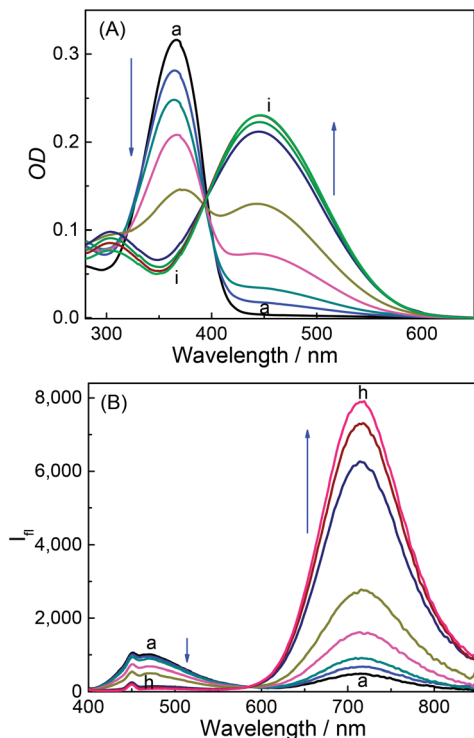 (A)
a
i
0.3
0.2
0.1
0.0
OD
i
a
300 400 500 600
Wavelength / nm
(B)
h
8,000
6,000
4,000
2,000
0
I_fl
a
h
a
400 500 600 700 800
Wavelength / nm